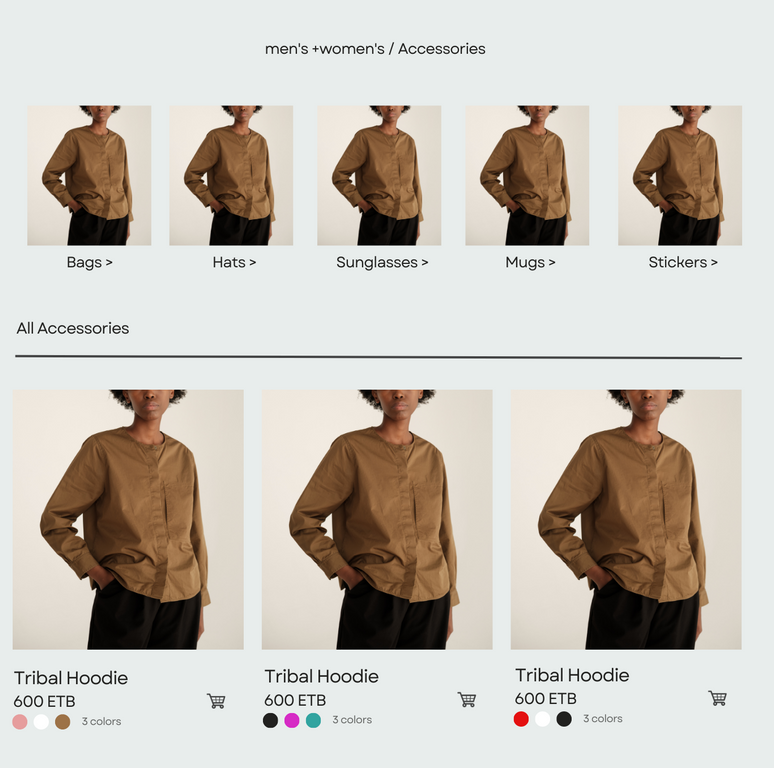 men's +women's / Accessories
Bags >
Hats >
Sunglasses >
Mugs >
Stickers >
All Accessories
Tribal Hoodie
600 ETB
3 colors
Tribal Hoodie
600 ETB
3 colors
Tribal Hoodie
600 ETB
3 colors